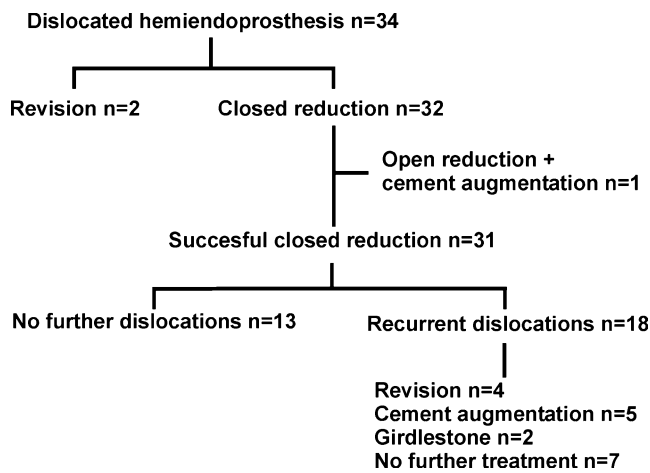 Dislocated hemiendoprosthesis n=34
Revision n=2
Closed reduction n=32
Open reduction +
cement augmentation n=1
Succesful closed reduction n=31
No further dislocations n=13
Recurrent dislocations n=18
Revision n=4
Cement augmentation n=5
Girdlestone n=2
No further treatment n=7